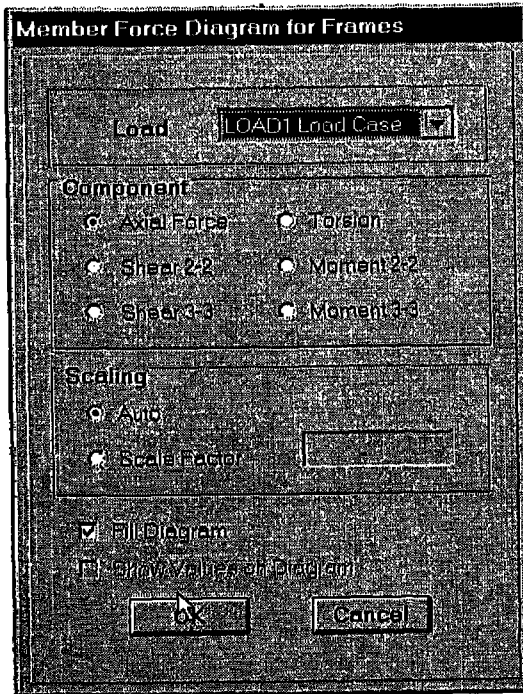 Member Force Diagram for Frames
Load LOAD1 Load Case
Component
Axial Force Torsion
Shear 2-2 Moment 2-2
Shear 3-3 Moment 3-3
Scaling
Auto
Scale Factor
Fill Diagram
Show Values on Diagram
OK Cancel